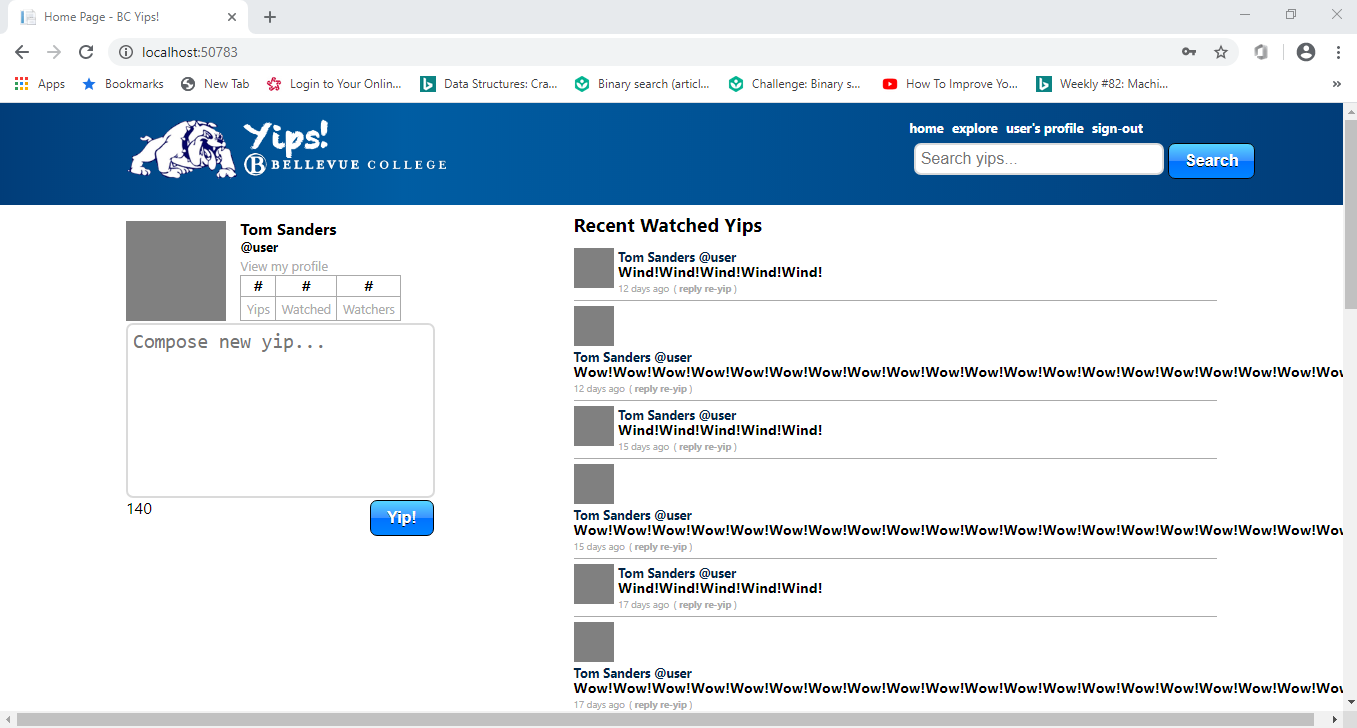 Home Page - BC Yips!
localhost:50783
Apps Bookmarks New Tab Login to Your Onlin... Data Structures: Cra... Binary search (articl... Challenge: Binary s... How To Improve Yo... Weekly #82: Machi... »
Yips!
B BELLEVUE COLLEGE
home explore user's profile sign-out
Search yips... Search
Tom Sanders
@user
View my profile
# # #
Yips Watched Watchers
Compose new yip...
140
Yip!
Recent Watched Yips
Tom Sanders @user
Wind!Wind!Wind!Wind!Wind!
12 days ago ( reply re-yip )
Tom Sanders @user
Wow!Wow!Wow!Wow!Wow!Wow!Wow!Wow!Wow!Wow!Wow!Wow!Wow!Wow!Wow!Wow!Wow!Wow!Wow!Wow
12 days ago ( reply re-yip )
Tom Sanders @user
Wind!Wind!Wind!Wind!Wind!
15 days ago ( reply re-yip )
Tom Sanders @user
Wow!Wow!Wow!Wow!Wow!Wow!Wow!Wow!Wow!Wow!Wow!Wow!Wow!Wow!Wow!Wow!Wow!Wow!Wow!Wow
15 days ago ( reply re-yip )
Tom Sanders @user
Wind!Wind!Wind!Wind!Wind!
17 days ago ( reply re-yip )
Tom Sanders @user
Wow!Wow!Wow!Wow!Wow!Wow!Wow!Wow!Wow!Wow!Wow!Wow!Wow!Wow!Wow!Wow!Wow!Wow!Wow!Wow
17 days ago ( reply re-yip )